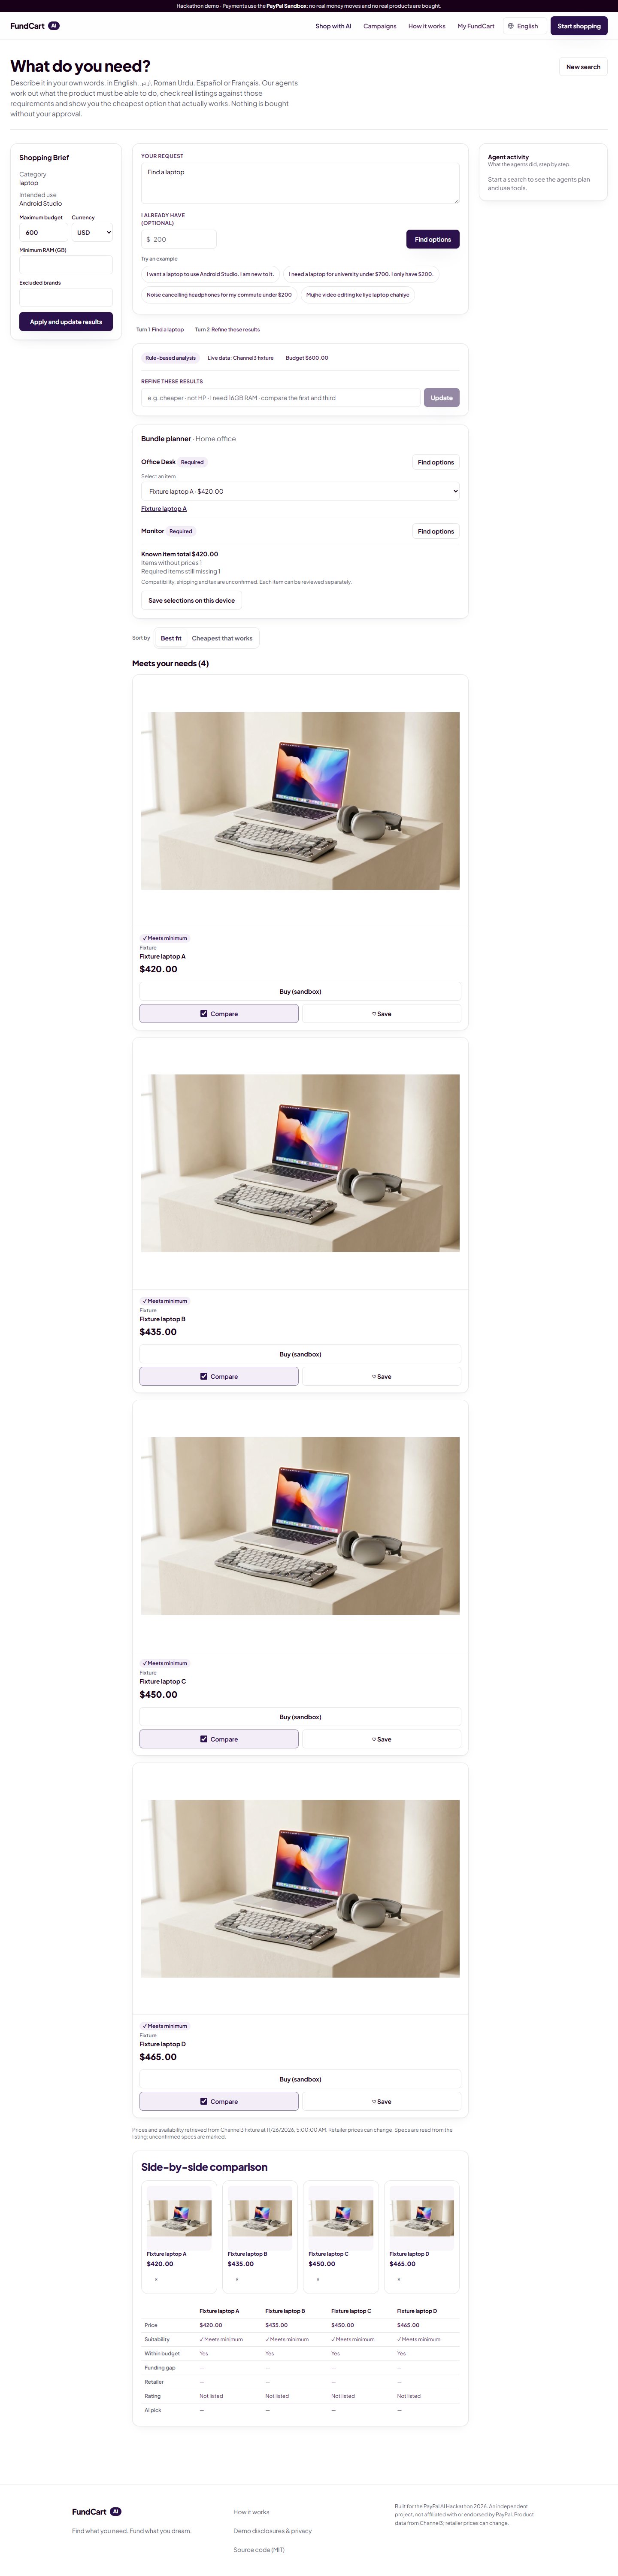 Hackathon demo · Payments use the PayPal Sandbox; no real money moves and no real products are bought.
FundCart AI
Shop with AI
Campaigns
How it works
My FundCart
English
Start shopping
What do you need?
Describe it in your own words, in English, اردو, Roman Urdu, Español or Français. Our agents
work out what the product must be able to do, check real listings against those
requirements and show you the cheapest option that actually works. Nothing is bought
without your approval.
New search
Shopping Brief
Category
laptop
Intended use
Android Studio
Maximum budget
Currency
600
USD
Minimum RAM (GB)
Excluded brands
Apply and update results
YOUR REQUEST
Find a laptop
I ALREADY HAVE
(OPTIONAL)
$ 200
Find options
Try an example
I want a laptop to use Android Studio. I am new to it.
I need a laptop for university under $700. I only have $200.
Noise cancelling headphones for my commute under $200
Mujhe video editing ke liye laptop chahiye
Turn 1 Find a laptop
Turn 2 Refine these results
Rule-based analysis
Live data: Channel3 fixture
Budget $600.00
REFINE THESE RESULTS
e.g. cheaper · not HP · I need 16GB RAM · compare the first and third
Update
Bundle planner · Home office
Office Desk Required
Find options
Select an item
Fixture laptop A · $420.00
Fixture laptop A
Monitor Required
Find options
Known item total $420.00
Items without prices 1
Required items still missing 1
Compatibility, shipping and tax are unconfirmed. Each item can be reviewed separately.
Save selections on this device
Sort by
Best fit
Cheapest that works
Meets your needs (4)
✓ Meets minimum
Fixture
Fixture laptop A
$420.00
Buy (sandbox)
Compare
♡ Save
✓ Meets minimum
Fixture
Fixture laptop B
$435.00
Buy (sandbox)
Compare
♡ Save
✓ Meets minimum
Fixture
Fixture laptop C
$450.00
Buy (sandbox)
Compare
♡ Save
✓ Meets minimum
Fixture
Fixture laptop D
$465.00
Buy (sandbox)
Compare
♡ Save
Prices and availability retrieved from Channel3 fixture at 11/26/2026, 5:00:00 AM. Retailer prices can change. Specs are read from the
listing; unconfirmed specs are marked.
Side-by-side comparison
Fixture laptop A
$420.00
×
Fixture laptop B
$435.00
×
Fixture laptop C
$450.00
×
Fixture laptop D
$465.00
×
Fixture laptop A Fixture laptop B Fixture laptop C Fixture laptop D
Price $420.00 $435.00 $450.00 $465.00
Suitability ✓ Meets minimum ✓ Meets minimum ✓ Meets minimum ✓ Meets minimum
Within budget Yes Yes Yes Yes
Funding gap — — — —
Retailer — — — —
Rating Not listed Not listed Not listed Not listed
AI pick — — — —
Agent activity
What the agents did, step by step.
Start a search to see the agents plan
and use tools.
FundCart AI
Find what you need. Fund what you dream.
How it works
Demo disclosures & privacy
Source code (MIT)
Built for the PayPal AI Hackathon 2026. An independent
project, not affiliated with or endorsed by PayPal. Product
data from Channel3; retailer prices can change.